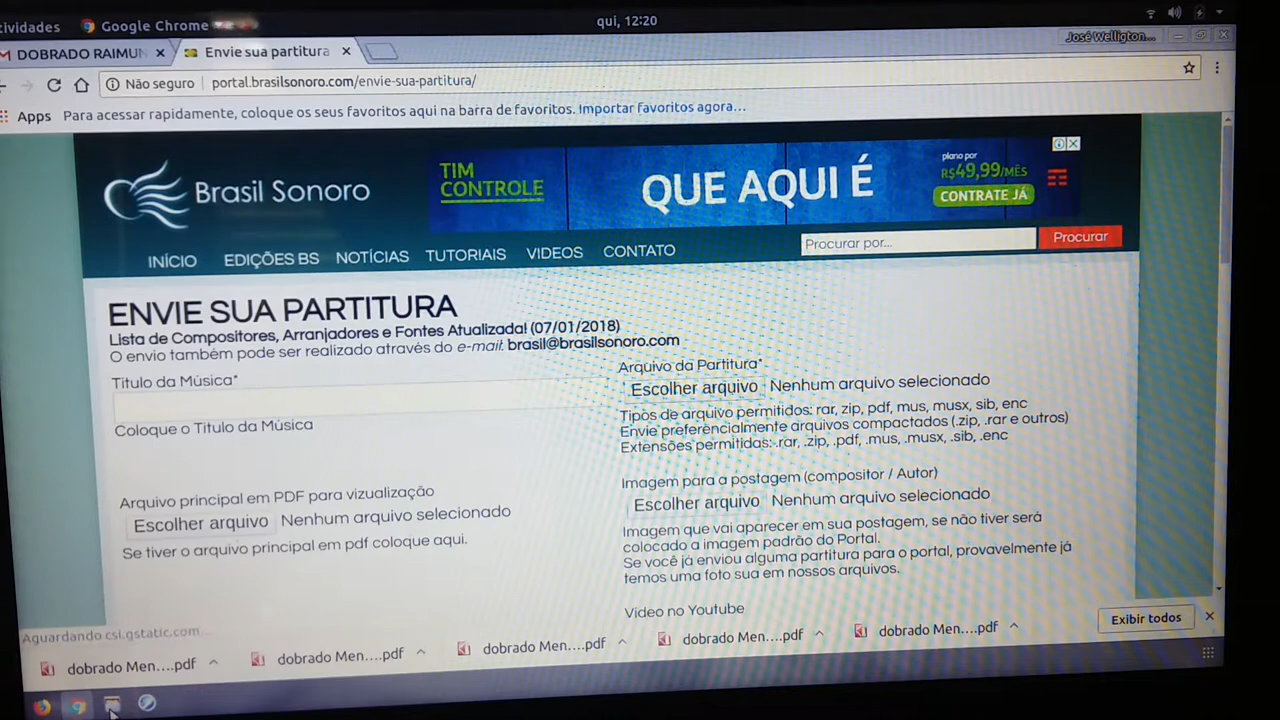 tividades
Google Chrome
qui, 12:20
DOBRADO RAIMUN
Envie sua partitura
José Welligton...
Não seguro
portal.brasilsonoro.com/envie-sua-partitura/
Apps
Para acessar rapidamente, coloque os seus favoritos aqui na barra de favoritos. Importar favoritos agora...
Brasil Sonoro
TIM
CONTROLE
QUE AQUI É
plano por
R$49,99/MÊS
CONTRATE JÁ
INÍCIO
EDIÇÕES BS
NOTÍCIAS
TUTORIAIS
VIDEOS
CONTATO
Procurar por...
Procurar
ENVIE SUA PARTITURA
Lista de Compositores, Arranjadores e Fontes Atualizada! (07/01/2018)
O envio também pode ser realizado através do e-mail: brasil@brasilsonoro.com
Título da Música*
Coloque o Titulo da Música
Arquivo da Partitura*
Escolher arquivo Nenhum arquivo selecionado
Tipos de arquivo permitidos: rar, zip, pdf, mus, musx, sib, enc
Envie preferencialmente arquivos compactados (.zip, .rar e outros)
Extensões permitidas: .rar, .zip, .pdf, .mus, .musx, .sib, .enc
Arquivo principal em PDF para vizualização
Escolher arquivo Nenhum arquivo selecionado
Se tiver o arquivo principal em pdf coloque aqui.
Imagem para a postagem (compositor / Autor)
Escolher arquivo Nenhum arquivo selecionado
Imagem que vai aparecer em sua postagem, se não tiver será
colocado a imagem padrão do Portal.
Se você já enviou alguma partitura para o portal, provavelmente já
temos uma foto sua em nossos arquivos.
Video no Youtube
Aguardando csi.gstatic.com...
dobrado Men....pdf
dobrado Men....pdf
dobrado Men....pdf
dobrado Men....pdf
dobrado Men....pdf
Exibir todos